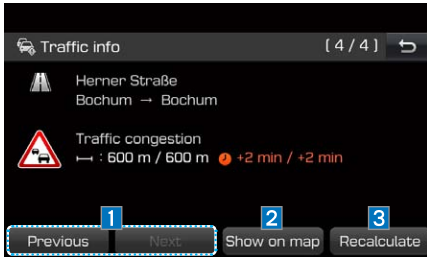 Traffic info [4/4]
Herner Straße
Bochum → Bochum
Traffic congestion
: 600 m / 600 m +2 min / +2 min
1 2 3
Previous Next Show on map Recalculate